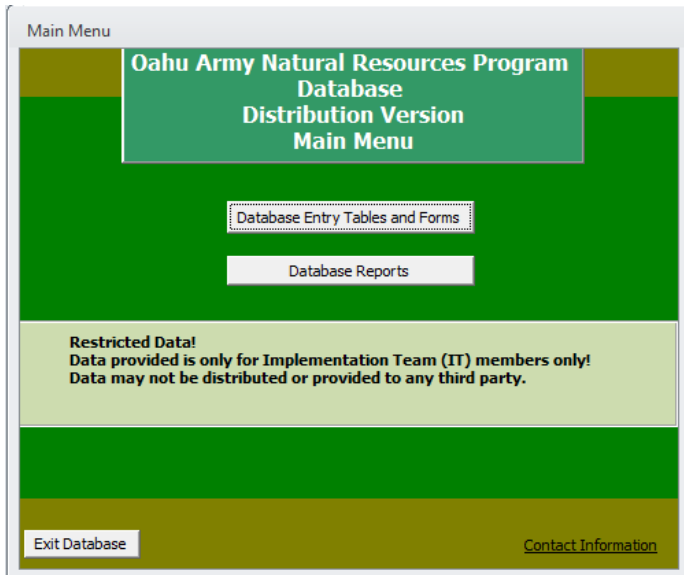 Main Menu
Oahu Army Natural Resources Program
Database
Distribution Version
Main Menu
Database Entry Tables and Forms
Database Reports
Restricted Data!
Data provided is only for Implementation Team (IT) members only!
Data may not be distributed or provided to any third party.
Exit Database
Contact Information